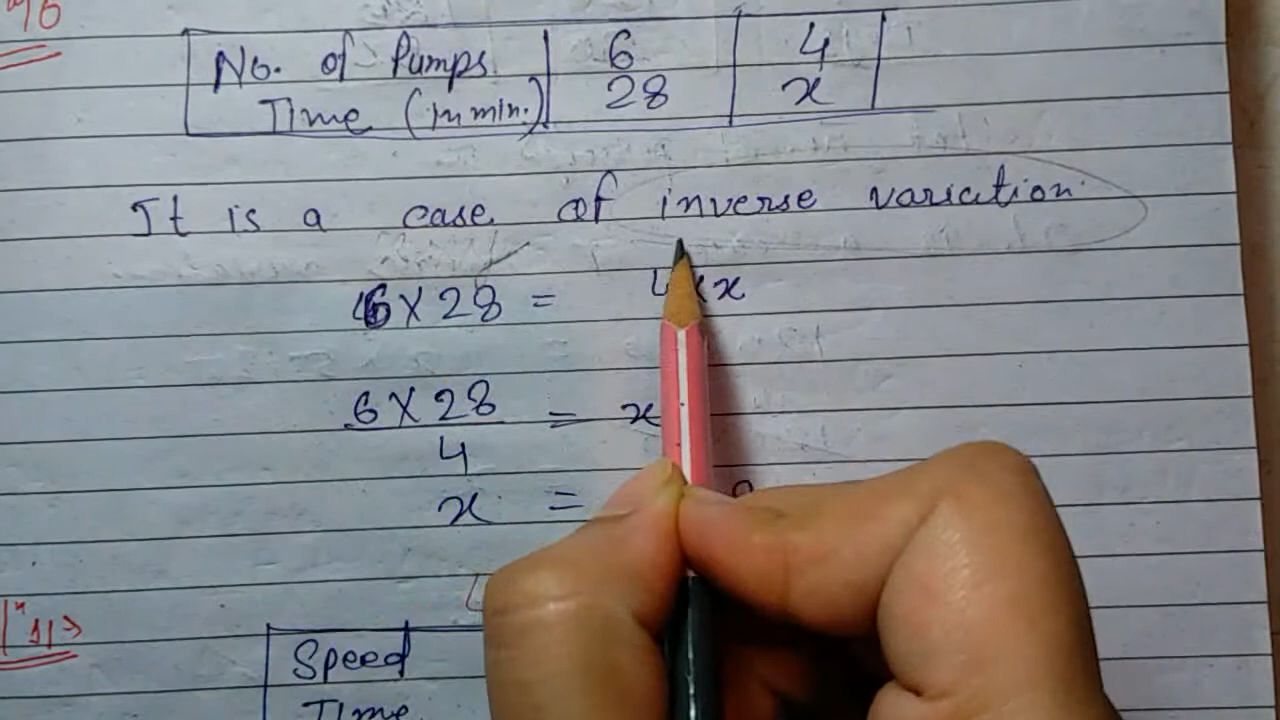 No. of Pumps 6 4
Time (in min.) 28 x
It is a case of inverse variation.
6 X 28 = x
6 X 28 = x
4
x =
Speed
Time